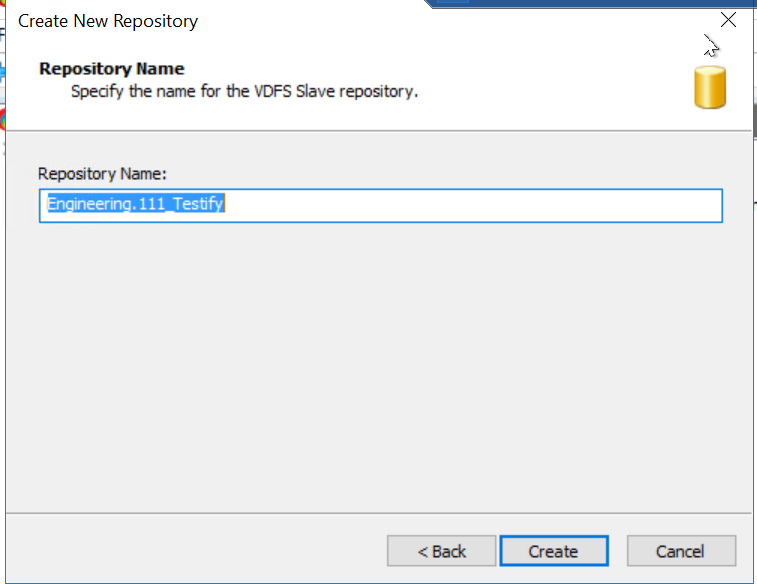 Create New Repository
Repository Name
Specify the name for the VDFS Slave repository.
Repository Name:
Engineering.111_Testify
< Back
Create
Cancel